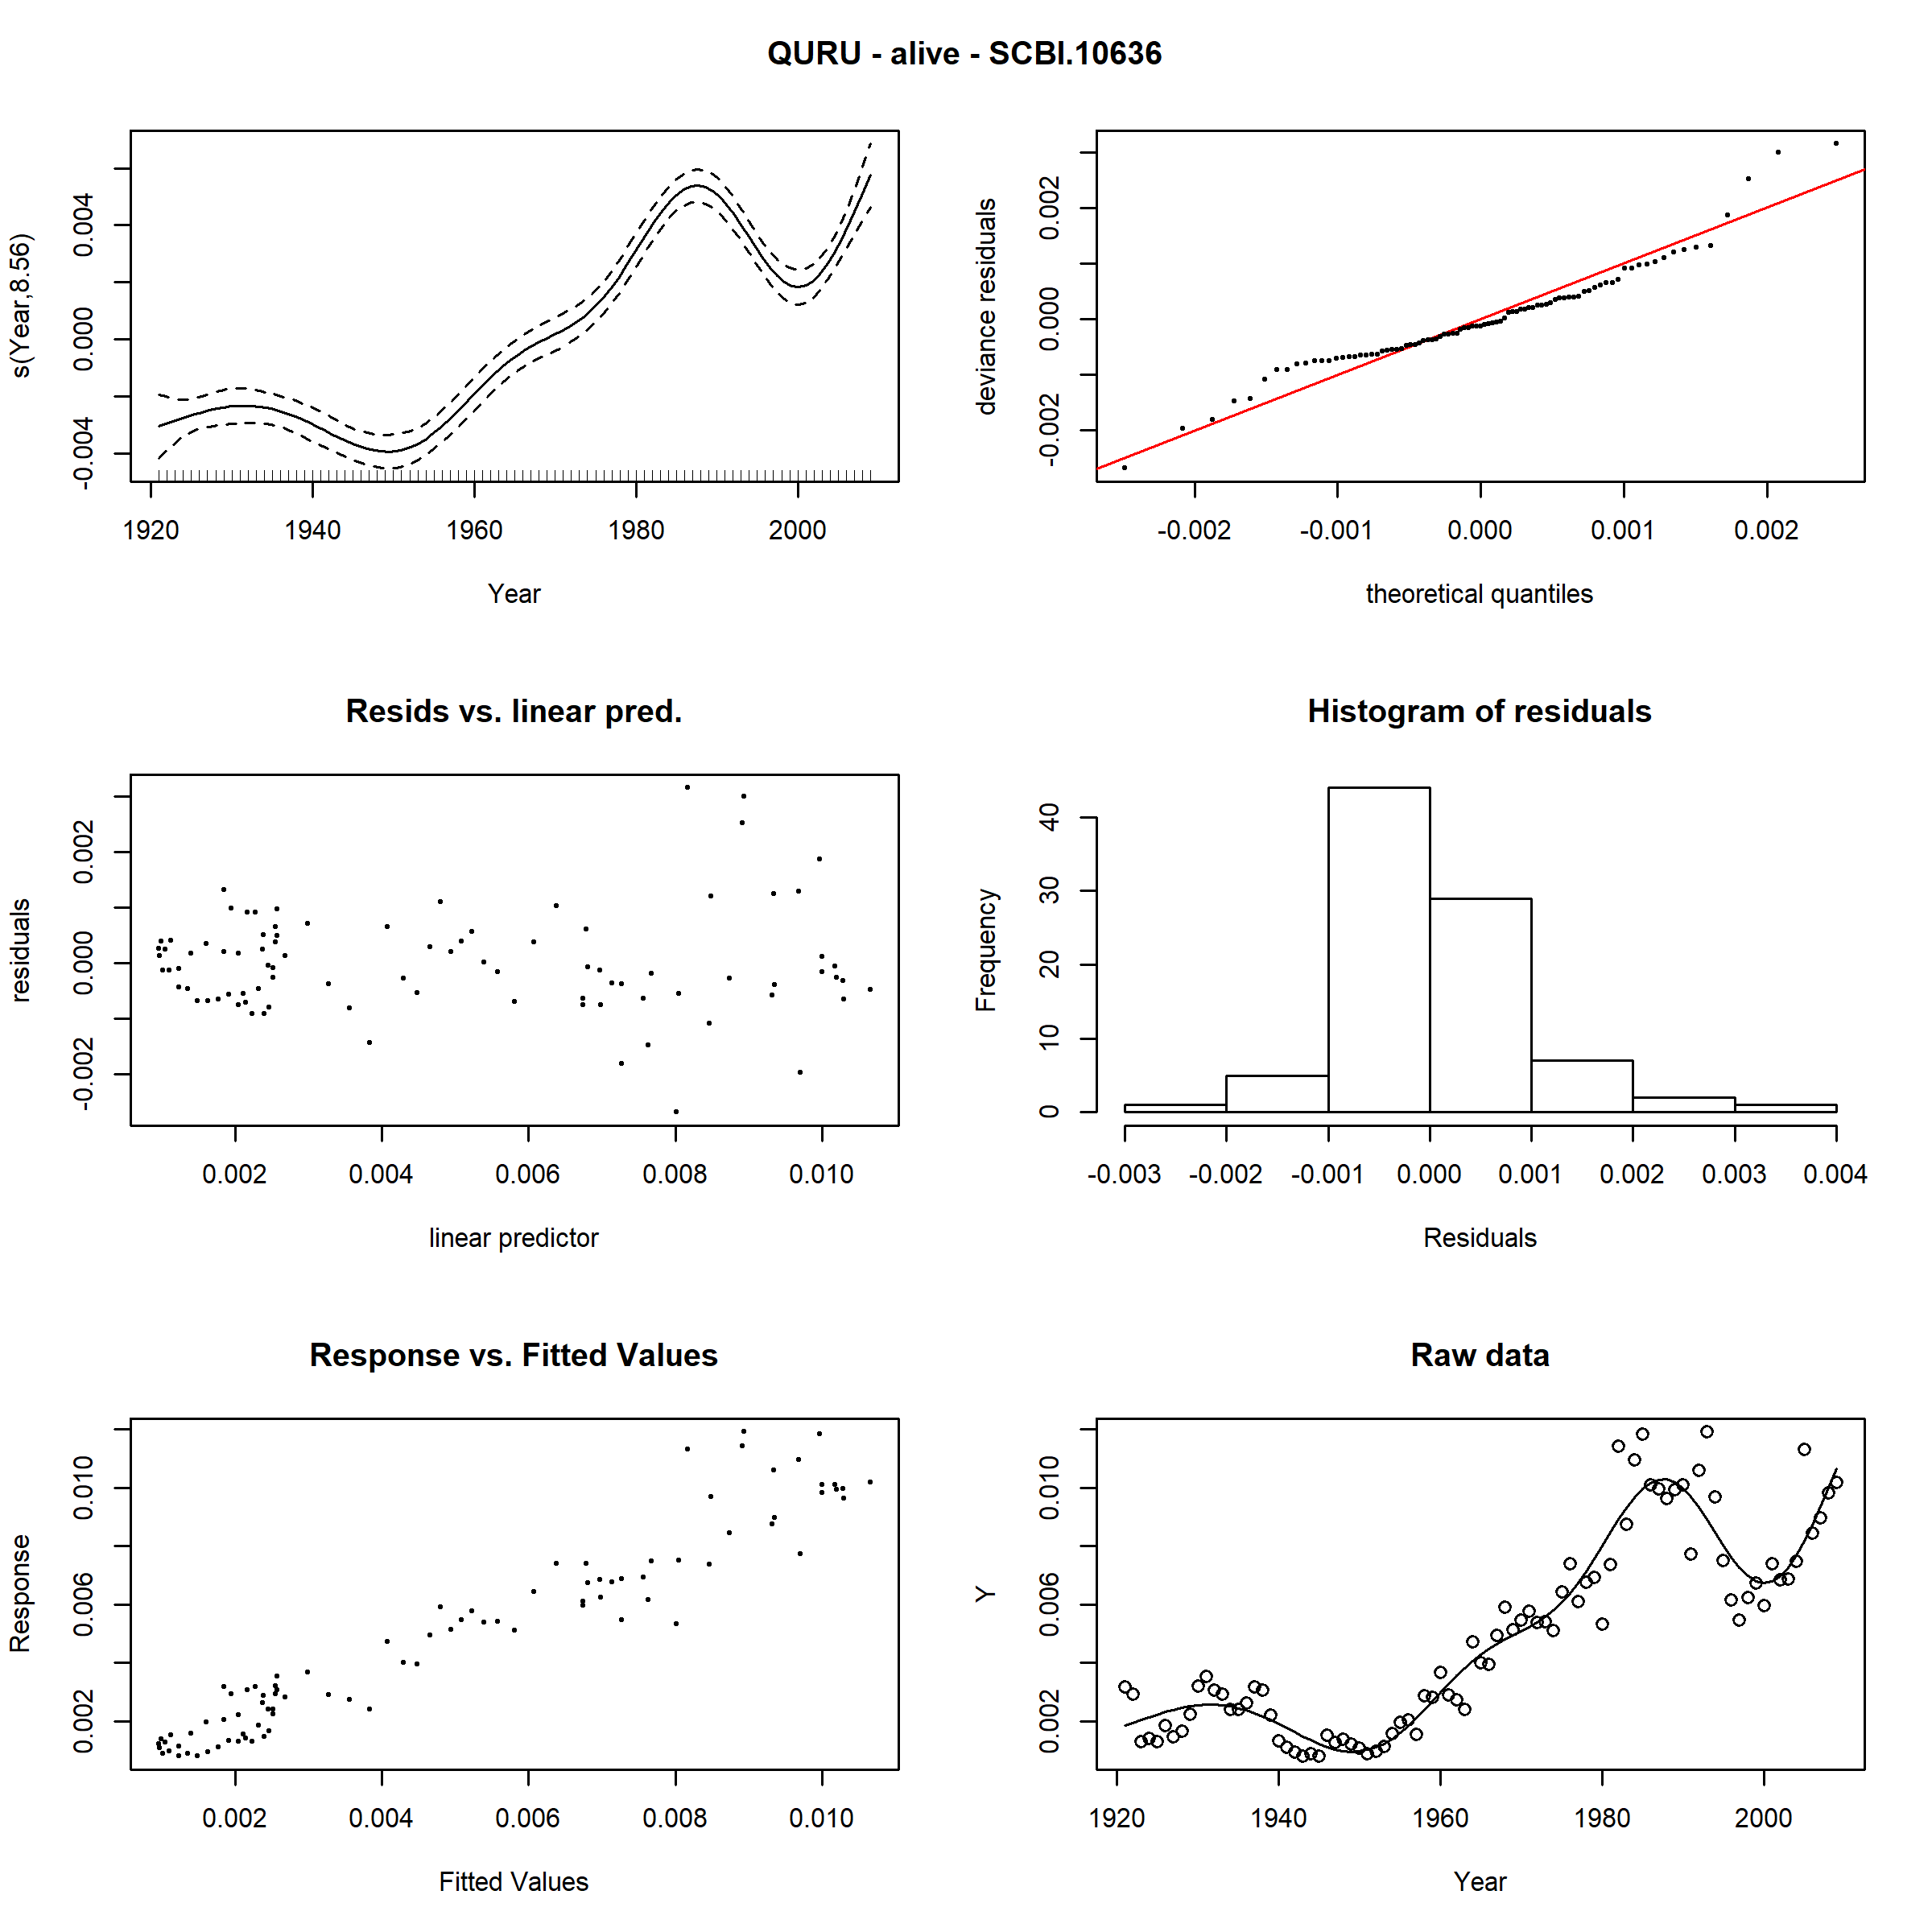 QURU - alive - SCBI.10636
s(Year,8.56)
-0.004 0.000 0.004
1920 1940 1960 1980 2000
Year
deviance residuals
-0.002 0.000 0.002
-0.002 -0.001 0.000 0.001 0.002
theoretical quantiles
Resids vs. linear pred.
residuals
-0.002 0.000 0.002
0.002 0.004 0.006 0.008 0.010
linear predictor
Histogram of residuals
Frequency
0 10 20 30 40
-0.003 -0.002 -0.001 0.000 0.001 0.002 0.003 0.004
Residuals
Response vs. Fitted Values
Response
0.002 0.006 0.010
0.002 0.004 0.006 0.008 0.010
Fitted Values
Raw data
Y
0.002 0.006 0.010
1920 1940 1960 1980 2000
Year